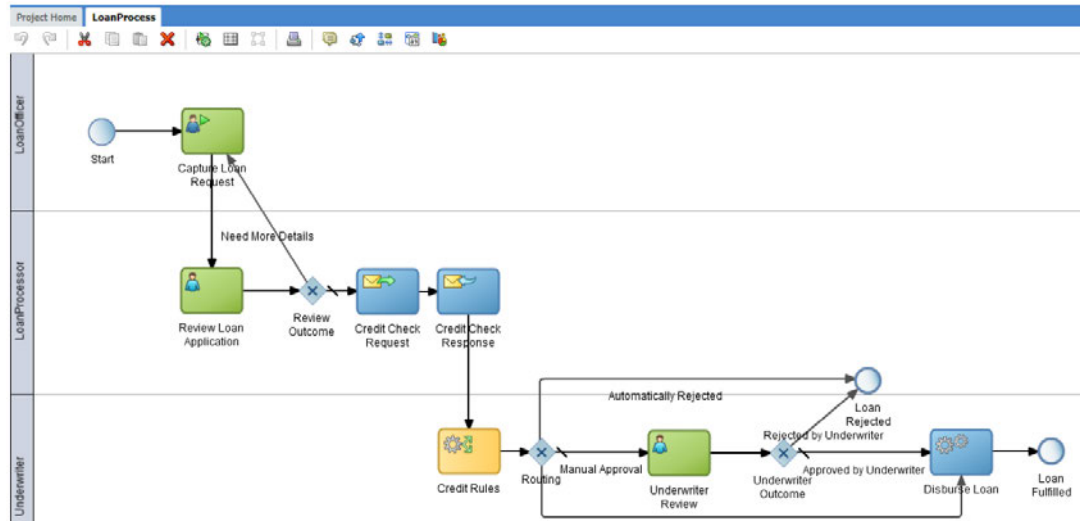 Project Home
LoanProcess
LoanOfficer
Start
Capture Loan
Request
Need More Details
LoanProcessor
Review Loan
Application
Review
Outcome
Credit Check
Request
Credit Check
Response
Automatically Rejected
Loan
Rejected
Underwriter
Credit Rules
Routing
Manual Approval
Underwriter
Review
Rejected by Underwriter
Underwriter
Outcome
Approved by Underwriter
Disburse Loan
Loan
Fulfilled